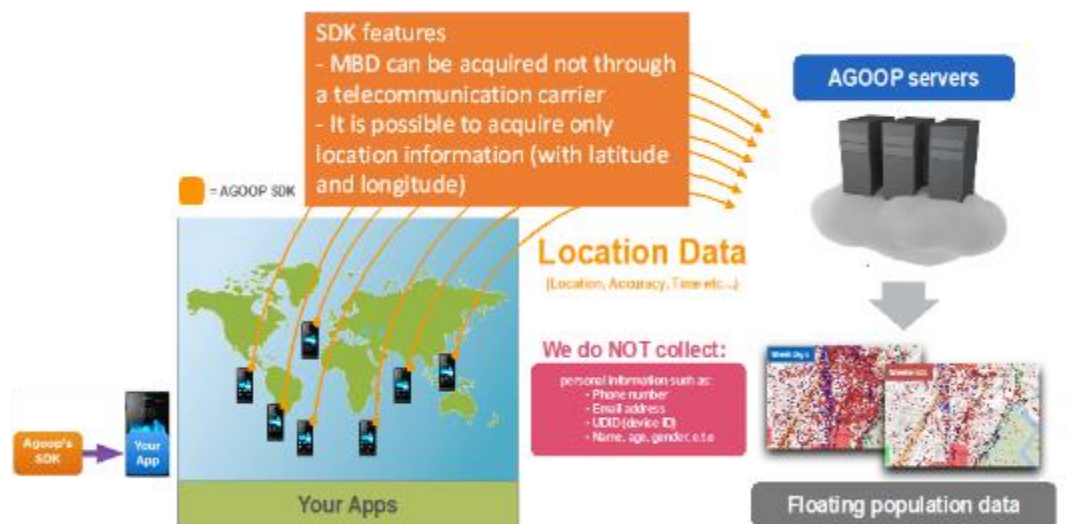 SDK features
- MBD can be acquired not through
a telecommunication carrier
- It is possible to acquire only
location information (with latitude
and longitude)
= AGOOP SDK
AGOOP servers
Location Data
(Location, Accuracy, Time etc...)
We do NOT collect:
personal information such as:
- Phone number
- Email address
- UDID (device ID)
- Name, age, gender, e.t.c
Agoop's
SDK
Your
App
Your Apps
Floating population data